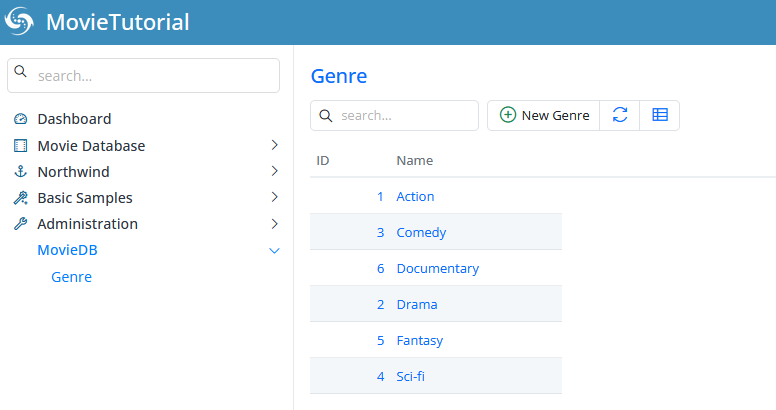 MovieTutorial
search...
Dashboard
Movie Database
Northwind
Basic Samples
Administration
MovieDB
Genre
Genre
search...
New Genre
ID Name
1 Action
3 Comedy
6 Documentary
2 Drama
5 Fantasy
4 Sci-fi